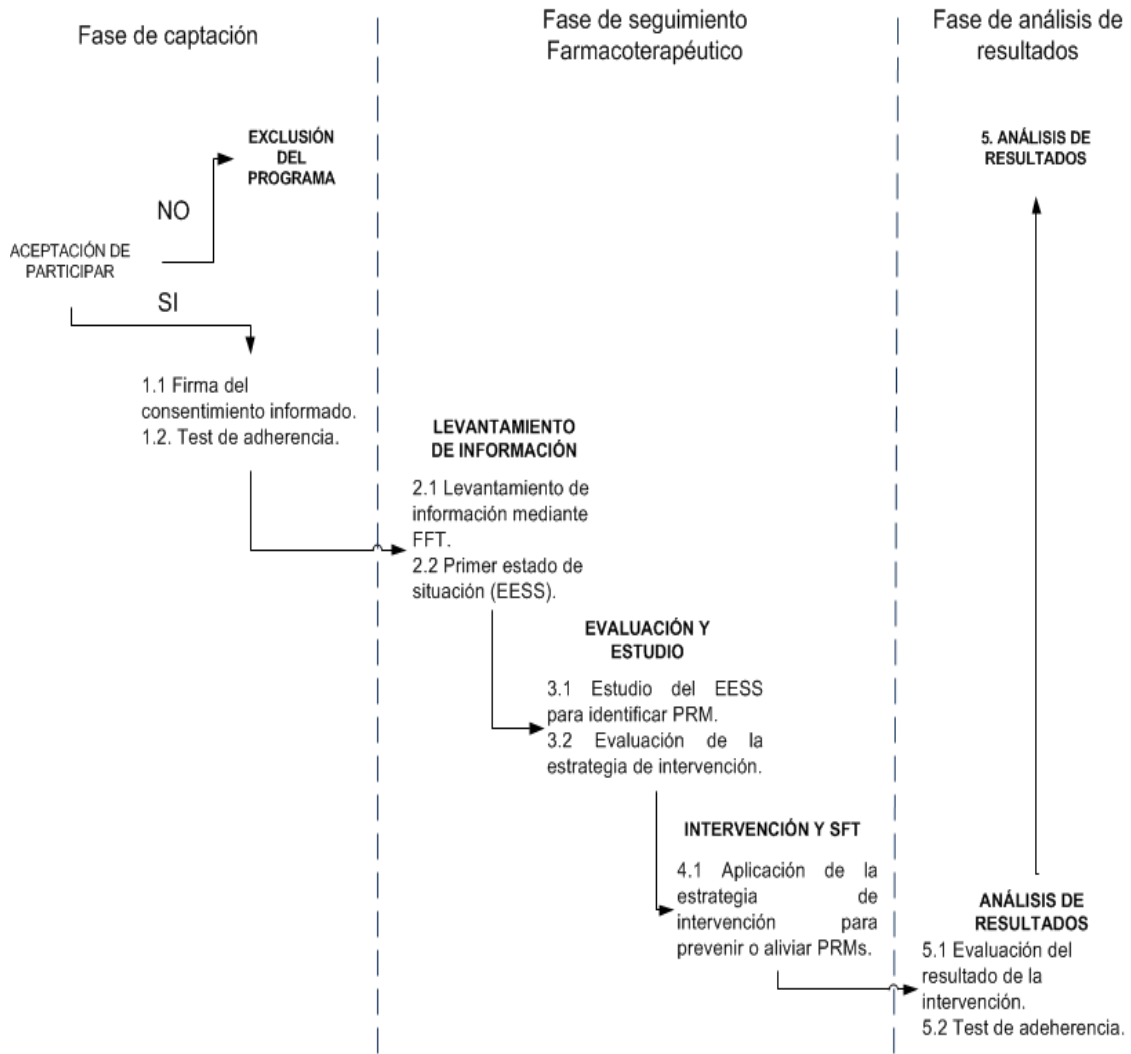 Fase de captación
Fase de seguimiento
Farmacoterapéutico
Fase de análisis de
resultados
EXCLUSIÓN
DEL
PROGRAMA
NO
ACEPTACIÓN DE
PARTICIPAR
SI
1.1 Firma del
consentimiento informado.
1.2. Test de adherencia.
LEVANTAMIENTO
DE INFORMACIÓN
2.1 Levantamiento de
información mediante
FFT.
2.2 Primer estado de
situación (EESS).
EVALUACIÓN Y
ESTUDIO
3.1 Estudio del EESS
para identificar PRM.
3.2 Evaluación de la
estrategia de intervención.
INTERVENCIÓN Y SFT
4.1 Aplicación de la
estrategia de
intervención para
prevenir o aliviar PRMs.
5. ANÁLISIS DE
RESULTADOS
ANÁLISIS DE
RESULTADOS
5.1 Evaluación del
resultado de la
intervención.
5.2 Test de adeherencia.